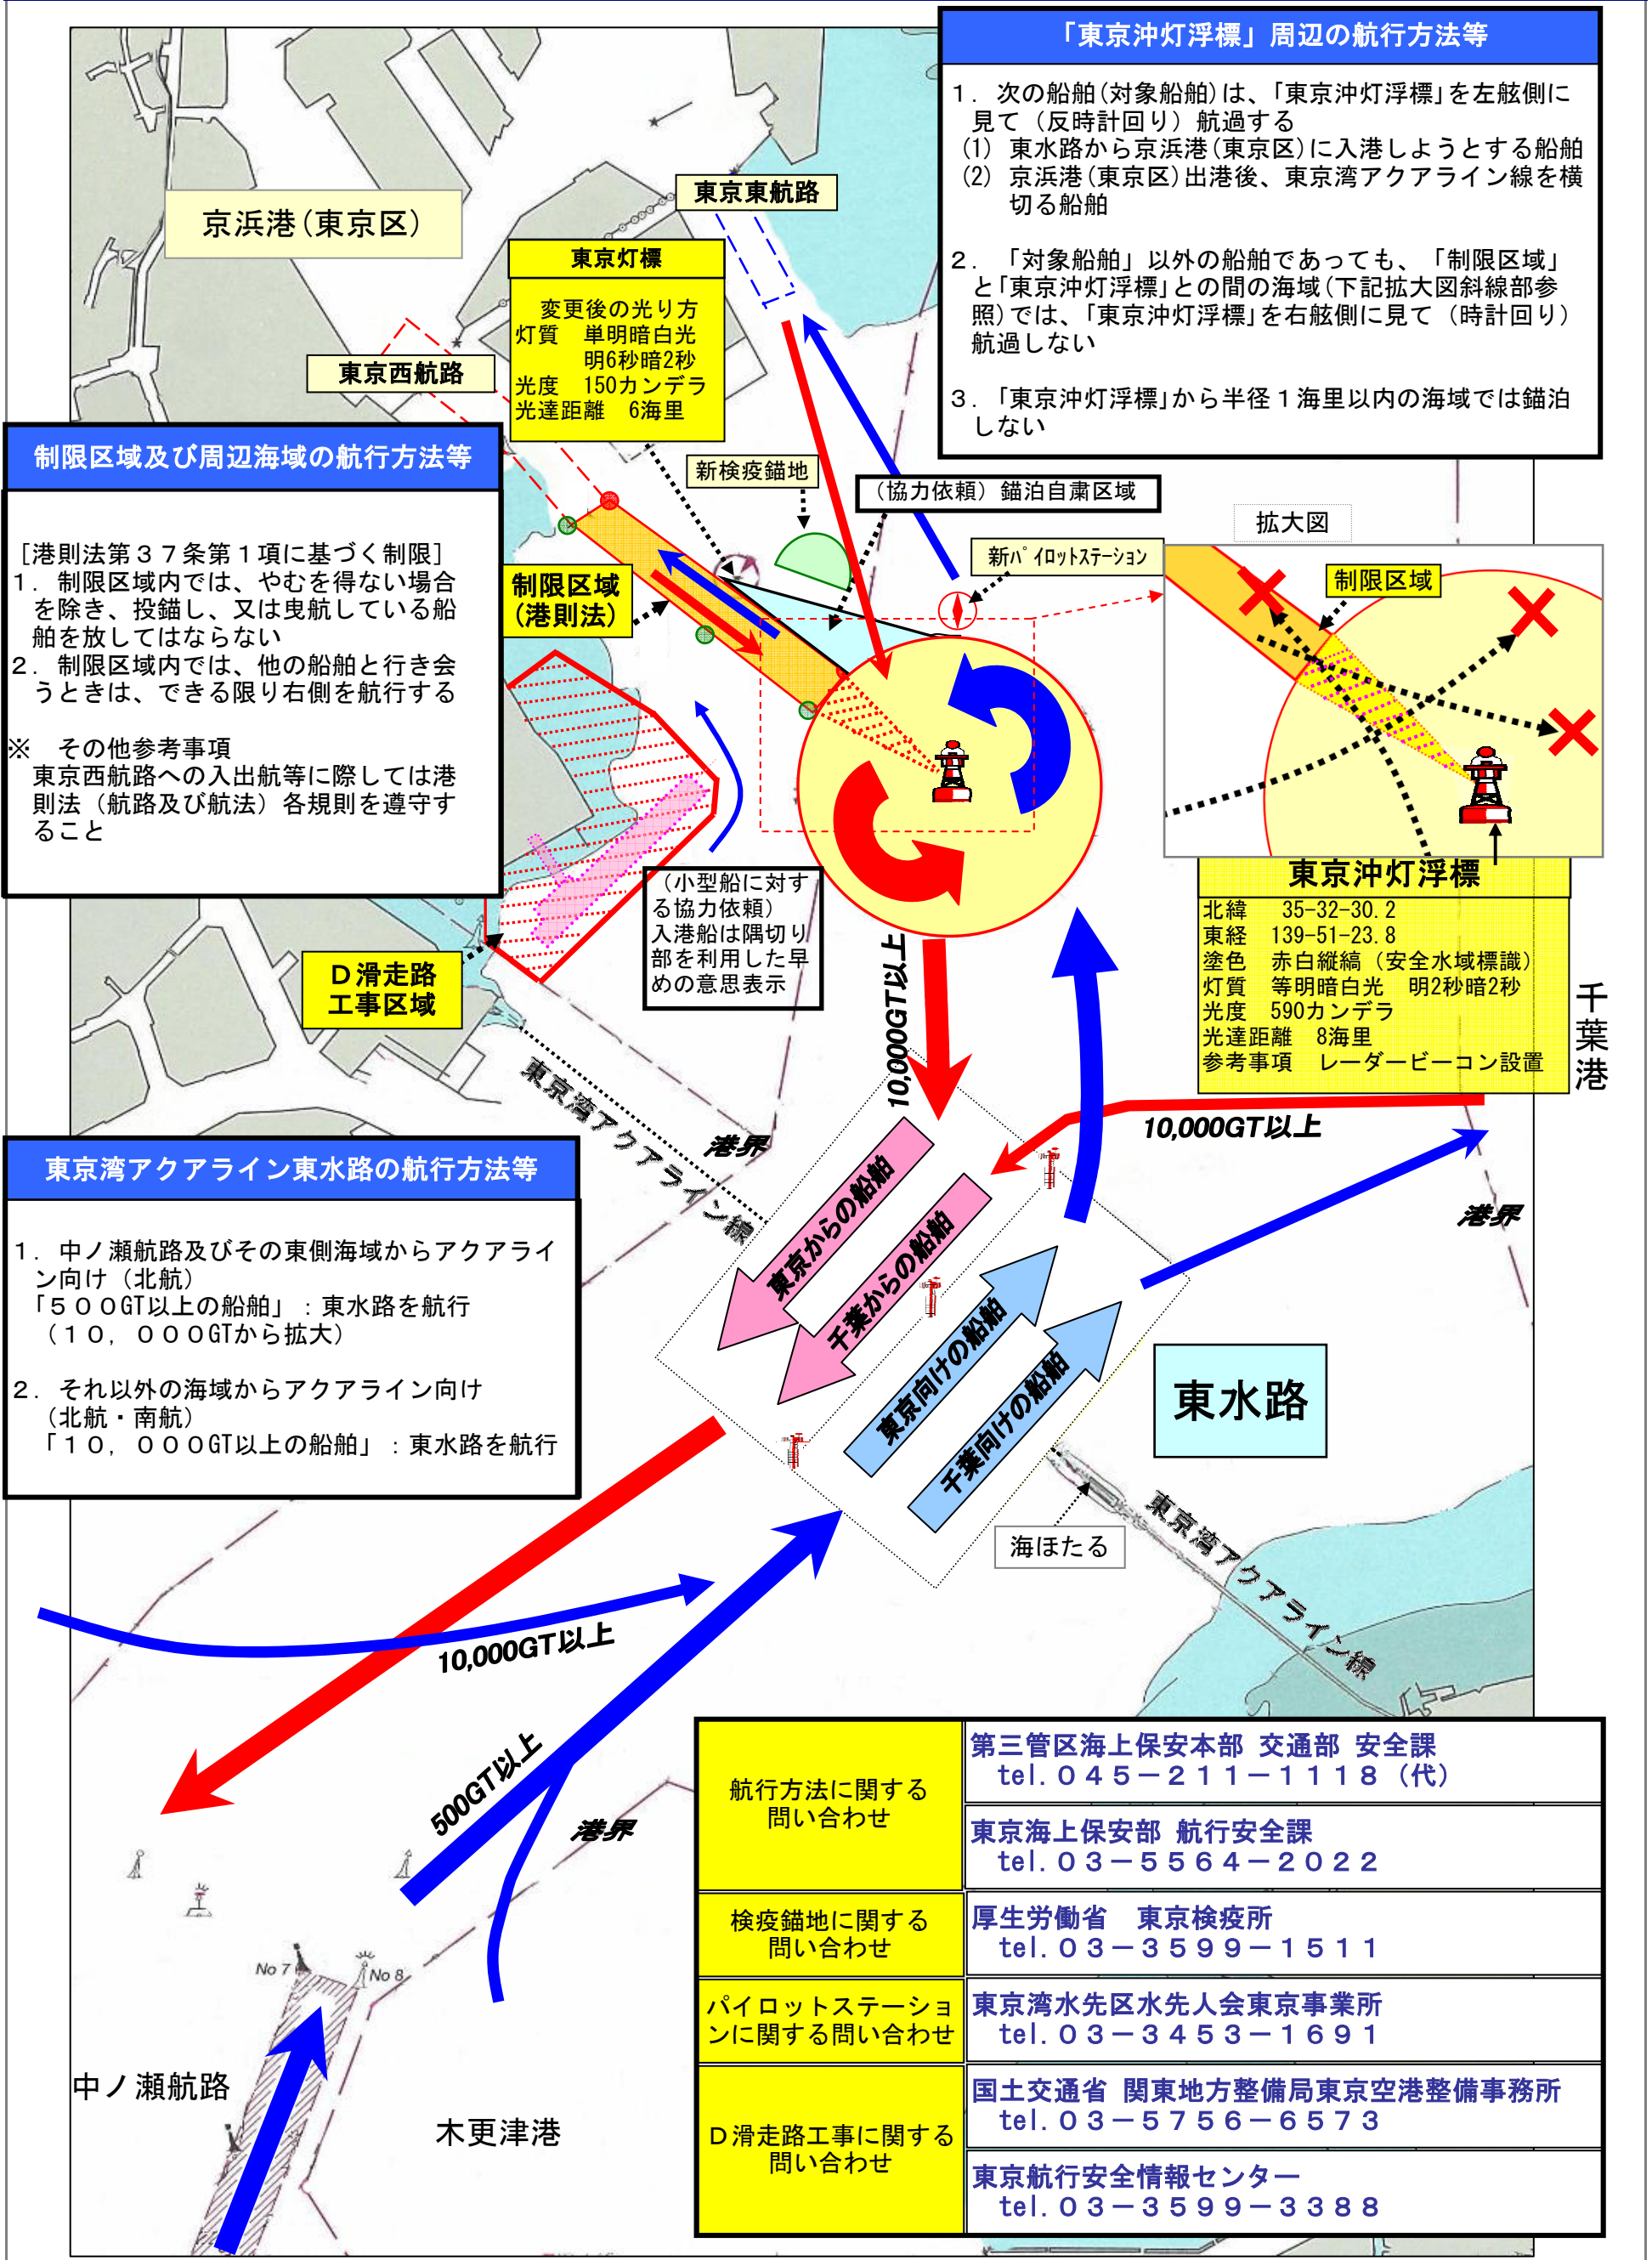 「東京沖灯浮標」周辺の航行方法等
１．次の船舶(対象船舶)は、「東京沖灯浮標」を左舷側に
見て（反時計回り）航過する
(1) 東水路から京浜港(東京区)に入港しようとする船舶
(2) 京浜港(東京区)出港後、東京湾アクアライン線を横
切る船舶
２．「対象船舶」以外の船舶であっても、「制限区域」
と「東京沖灯浮標」との間の海域(下記拡大図斜線部参
照)では、「東京沖灯浮標」を右舷側に見て（時計回り）
航過しない
３．「東京沖灯浮標」から半径１海里以内の海域では錨泊
しない
京浜港(東京区)
東京東航路
東京灯標
変更後の光り方
灯質　単明暗白光
明6秒暗2秒
光度　150カンデラ
光達距離　6海里
東京西航路
制限区域及び周辺海域の航行方法等
［港則法第３７条第１項に基づく制限］
１．制限区域内では、やむを得ない場合
を除き、投錨し、又は曳航している船
舶を放してはならない
２．制限区域内では、他の船舶と行き会
うときは、できる限り右側を航行する
※　その他参考事項
東京西航路への入出航等に際しては港
則法（航路及び航法）各規則を遵守す
ること
新検疫錨地
（協力依頼）錨泊自粛区域
新ﾊﾟｲﾛｯﾄｽﾃｰｼｮﾝ
制限区域
(港則法)
拡大図
制限区域
東京沖灯浮標
北緯　35-32-30.2
東経　139-51-23.8
塗色　赤白縦縞（安全水域標識）
灯質　等明暗白光　明2秒暗2秒
光度　590カンデラ
光達距離　8海里
参考事項　レーダービーコン設置
千葉港
（小型船に対す
る協力依頼）
入港船は隅切り
部を利用した早
めの意思表示
Ｄ滑走路
工事区域
10,000GT以上
東京湾アクアライン線
港界
10,000GT以上
港界
東京からの船舶
千葉からの船舶
東京向けの船舶
千葉向けの船舶
東水路
東京湾アクアライン東水路の航行方法等
１．中ノ瀬航路及びその東側海域からアクアライ
ン向け（北航）
「５００GT以上の船舶」：東水路を航行
（１０，０００GTから拡大）
２．それ以外の海域からアクアライン向け
（北航・南航）
「１０，０００GT以上の船舶」：東水路を航行
海ほたる
東京湾アクアライン線
10,000GT以上
500GT以上
港界
No 7
No 8
中ノ瀬航路
木更津港
航行方法に関する
問い合わせ
第三管区海上保安本部 交通部 安全課
tel.０４５－２１１－１１１８（代）
東京海上保安部 航行安全課
tel.０３－５５６４－２０２２
検疫錨地に関する
問い合わせ
厚生労働省　東京検疫所
tel.０３－３５９９－１５１１
パイロットステーショ
ンに関する問い合わせ
東京湾水先区水先人会東京事業所
tel.０３－３４５３－１６９１
Ｄ滑走路工事に関する
問い合わせ
国土交通省 関東地方整備局東京空港整備事務所
tel.０３－５７５６－６５７３
東京航行安全情報センター
tel.０３－３５９９－３３８８